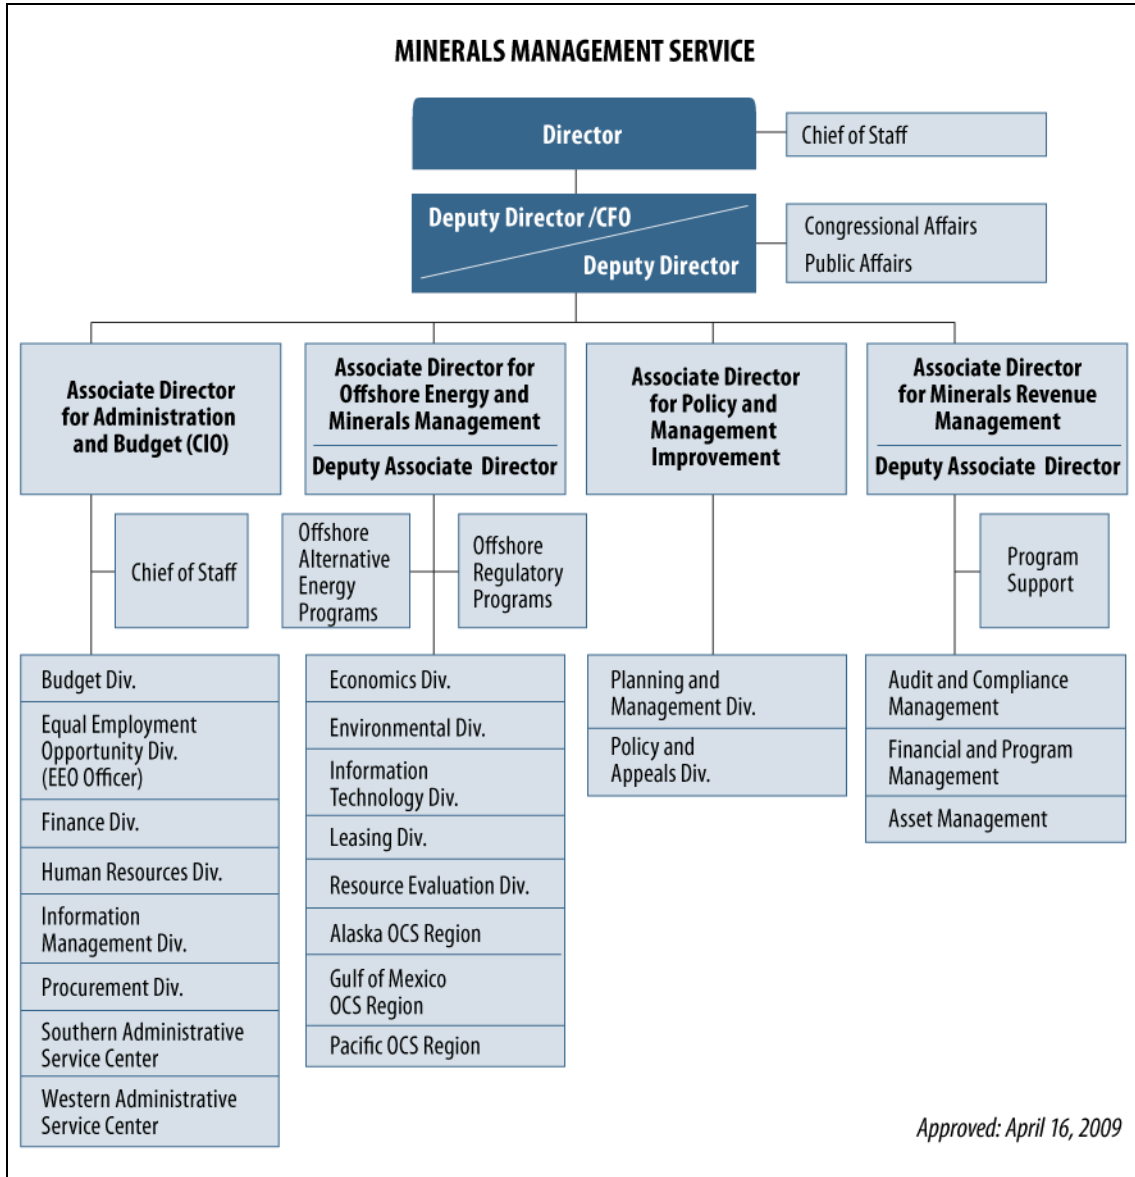 MINERALS MANAGEMENT SERVICE
Director
Chief of Staff
Deputy Director /CFO
Deputy Director
Congressional Affairs
Public Affairs
Associate Director
for Administration
and Budget (CIO)
Associate Director for
Offshore Energy and
Minerals Management
Deputy Associate Director
Associate Director
for Policy and
Management
Improvement
Associate Director
for Minerals Revenue
Management
Deputy Associate Director
Chief of Staff
Offshore
Alternative
Energy
Programs
Offshore
Regulatory
Programs
Program
Support
Budget Div.
Equal Employment
Opportunity Div.
(EEO Officer)
Finance Div.
Human Resources Div.
Information
Management Div.
Procurement Div.
Southern Administrative
Service Center
Western Administrative
Service Center
Economics Div.
Environmental Div.
Information
Technology Div.
Leasing Div.
Resource Evaluation Div.
Alaska OCS Region
Gulf of Mexico
OCS Region
Pacific OCS Region
Planning and
Management Div.
Policy and
Appeals Div.
Audit and Compliance
Management
Financial and Program
Management
Asset Management
Approved: April 16, 2009